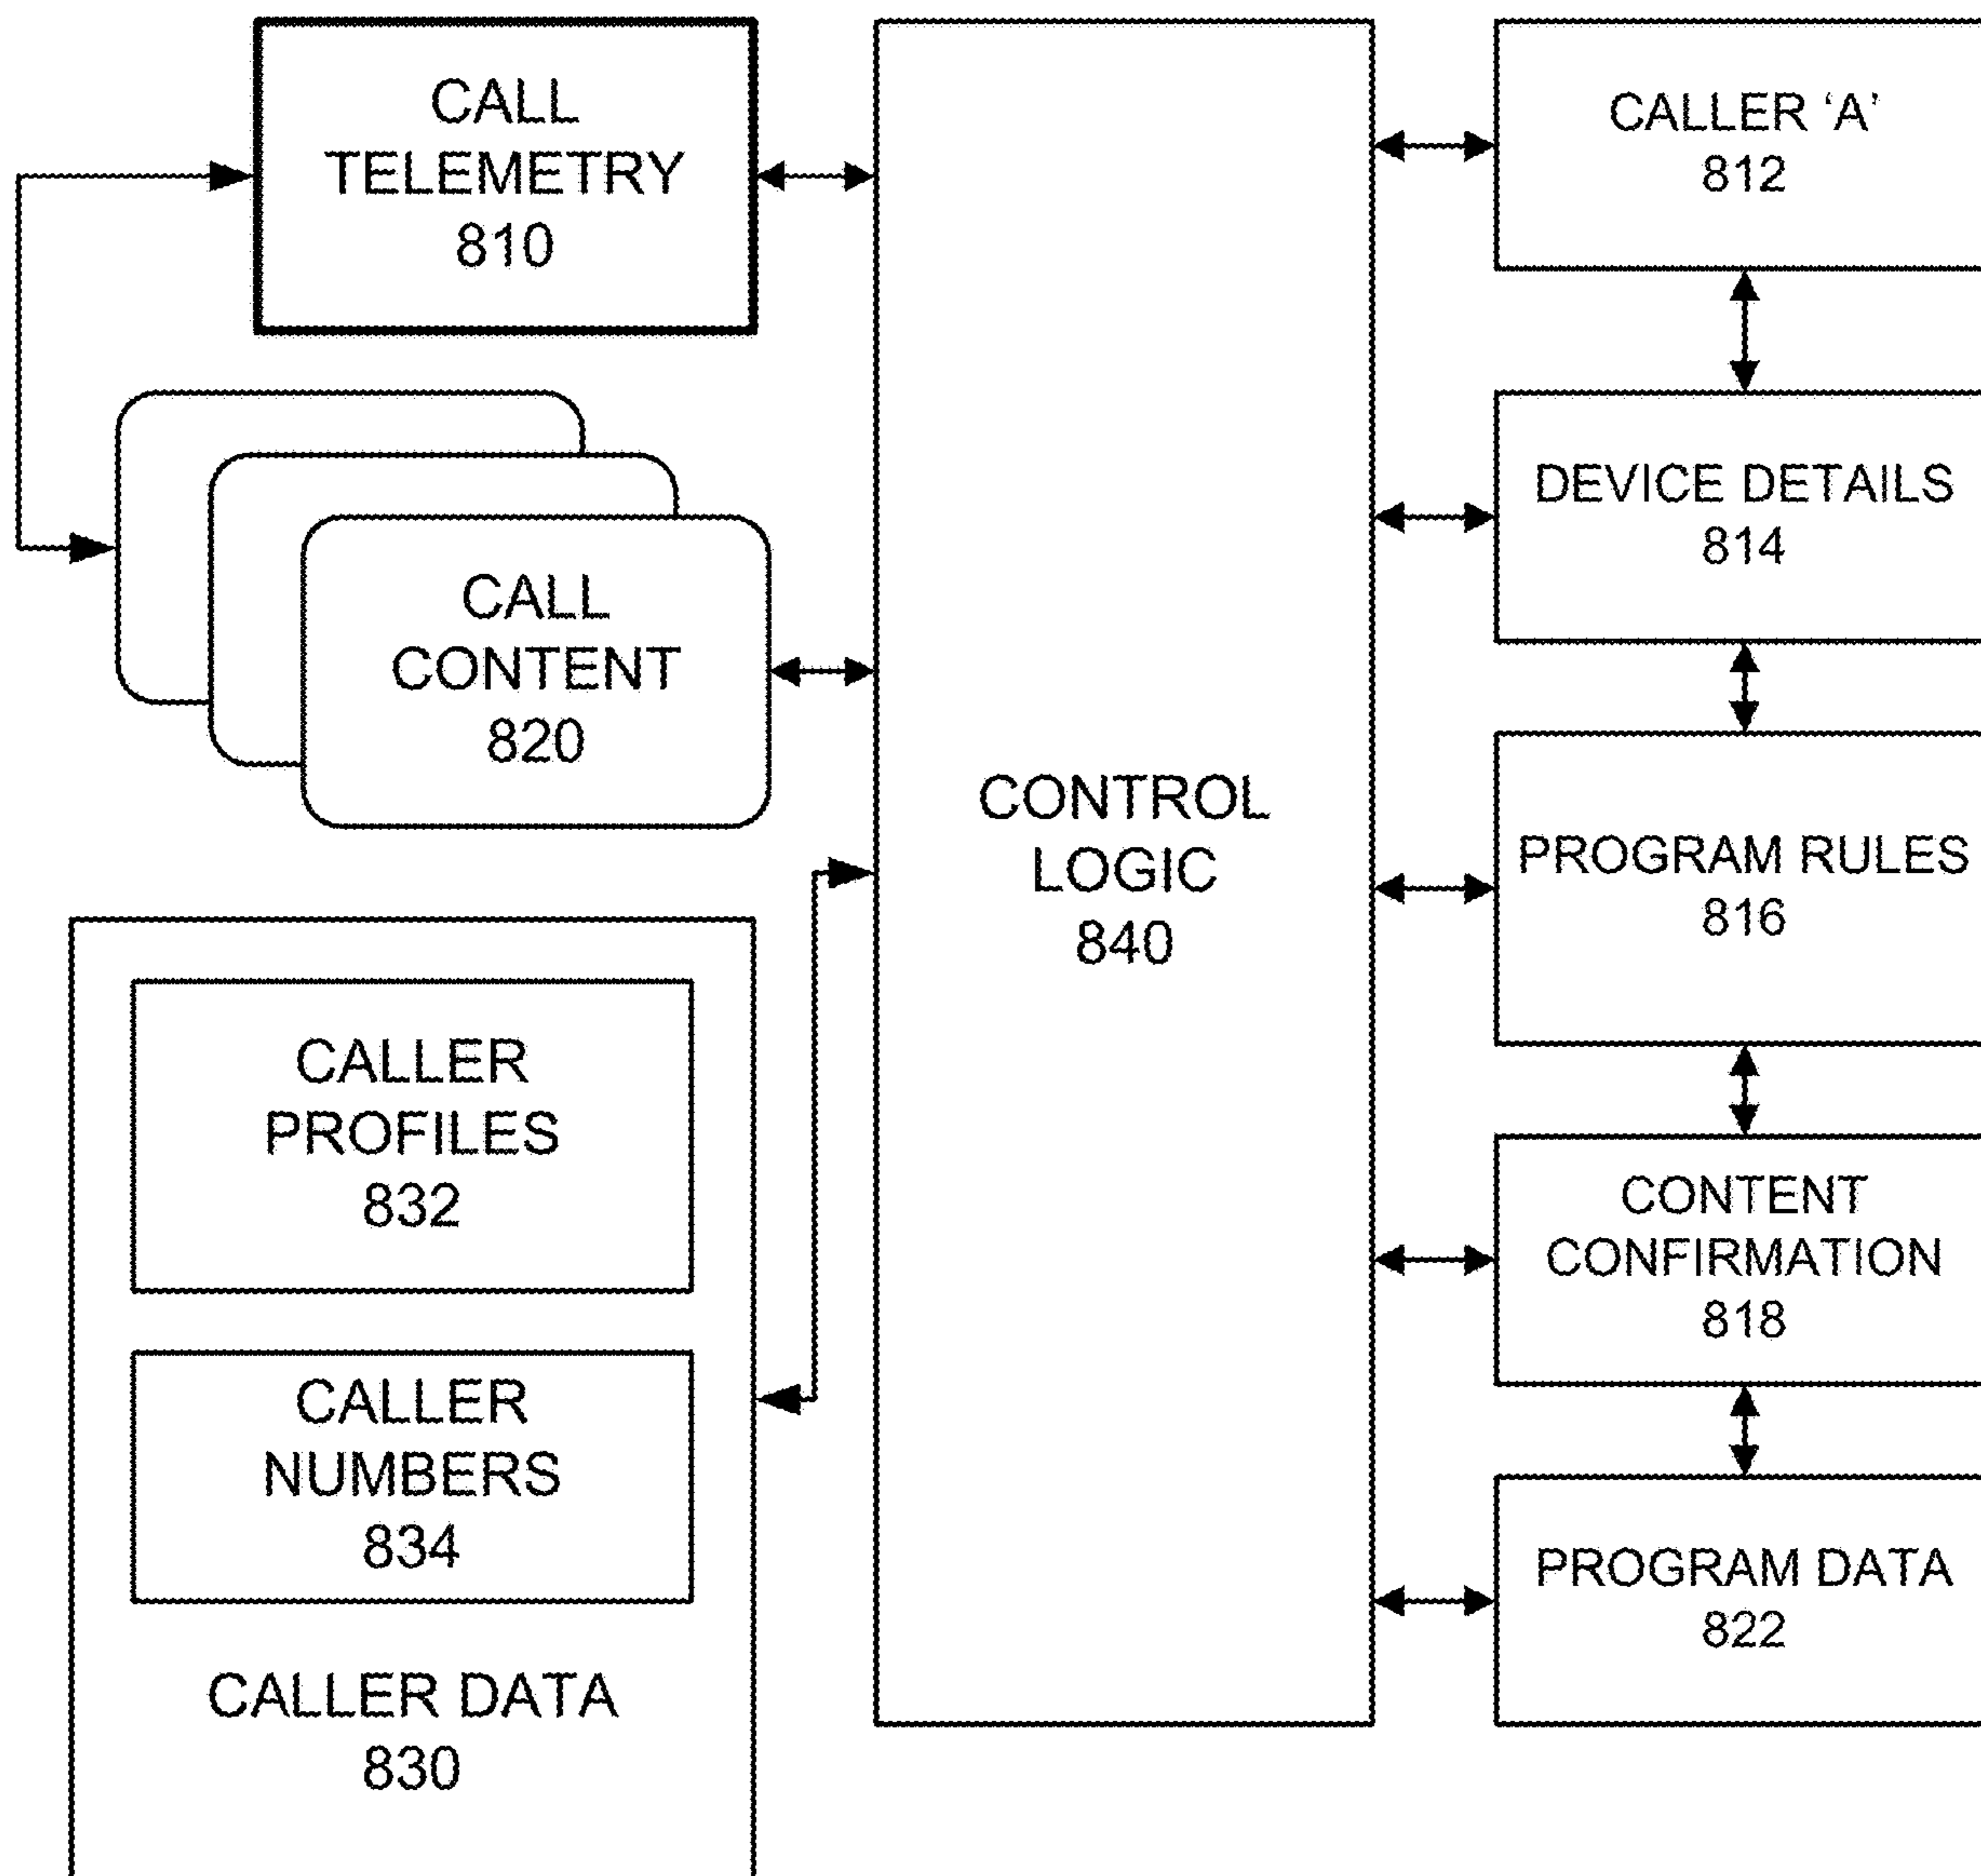 CALL
TELEMETRY
810
CALL
CONTENT
820
CALLER
PROFILES
832
CALLER
NUMBERS
834
CALLER DATA
830
CONTROL
LOGIC
840
CALLER ‘A’
812
DEVICE DETAILS
814
PROGRAM RULES
816
CONTENT
CONFIRMATION
818
PROGRAM DATA
822